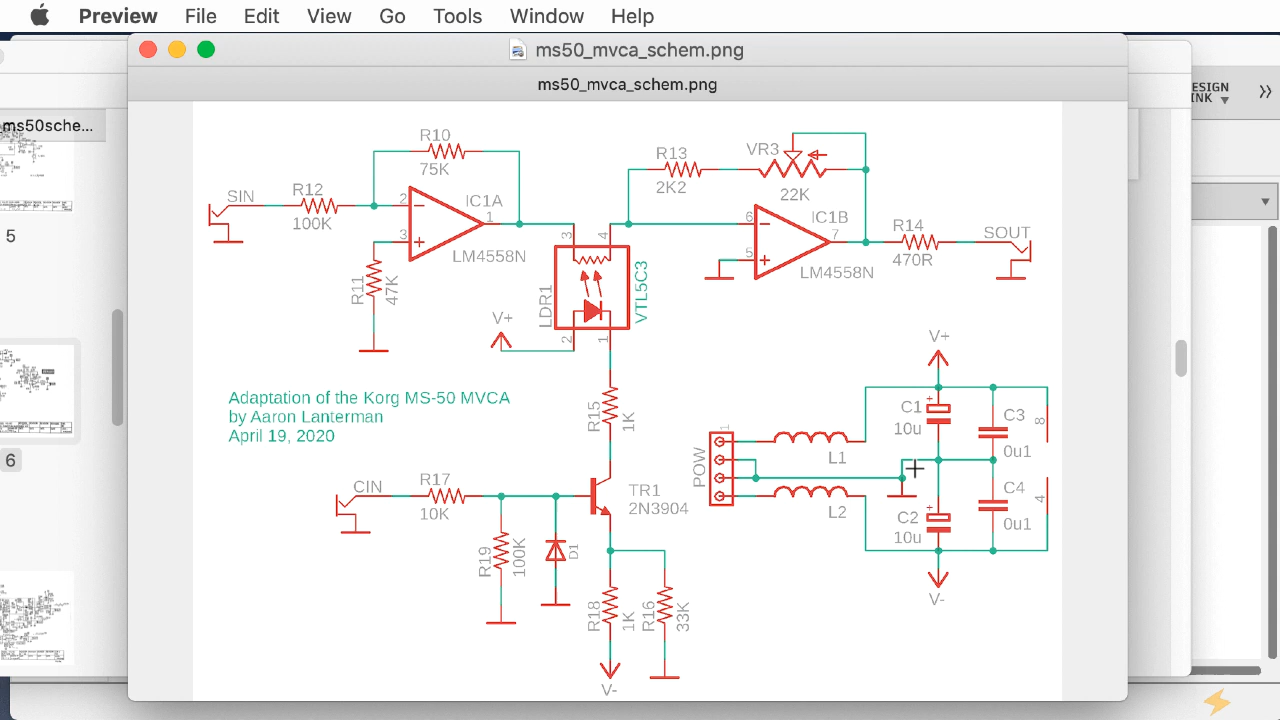 Preview File Edit View Go Tools Window Help
ms50_mvca_schem.png
ms50_mvca_schem.png
ESIGN
INK
ms50sche...
5
6
R10
75K
SIN
R12
100K
2
3
IC1A
1
LM4558N
R11
47K
R13
2K2
VR3
22K
6
5
IC1B
7
LM4558N
R14
470R
SOUT
3
4
LDR1
VTL5C3
V+
2
1
Adaptation of the Korg MS-50 MVCA
by Aaron Lanterman
April 19, 2020
R15
1K
CIN
R17
10K
TR1
2N3904
R19
100K
D1
R18
1K
R16
33K
V-
POW
1
L1
L2
V+
C1
10u
+
C3
0u1
8
C2
10u
+
C4
0u1
4
V-